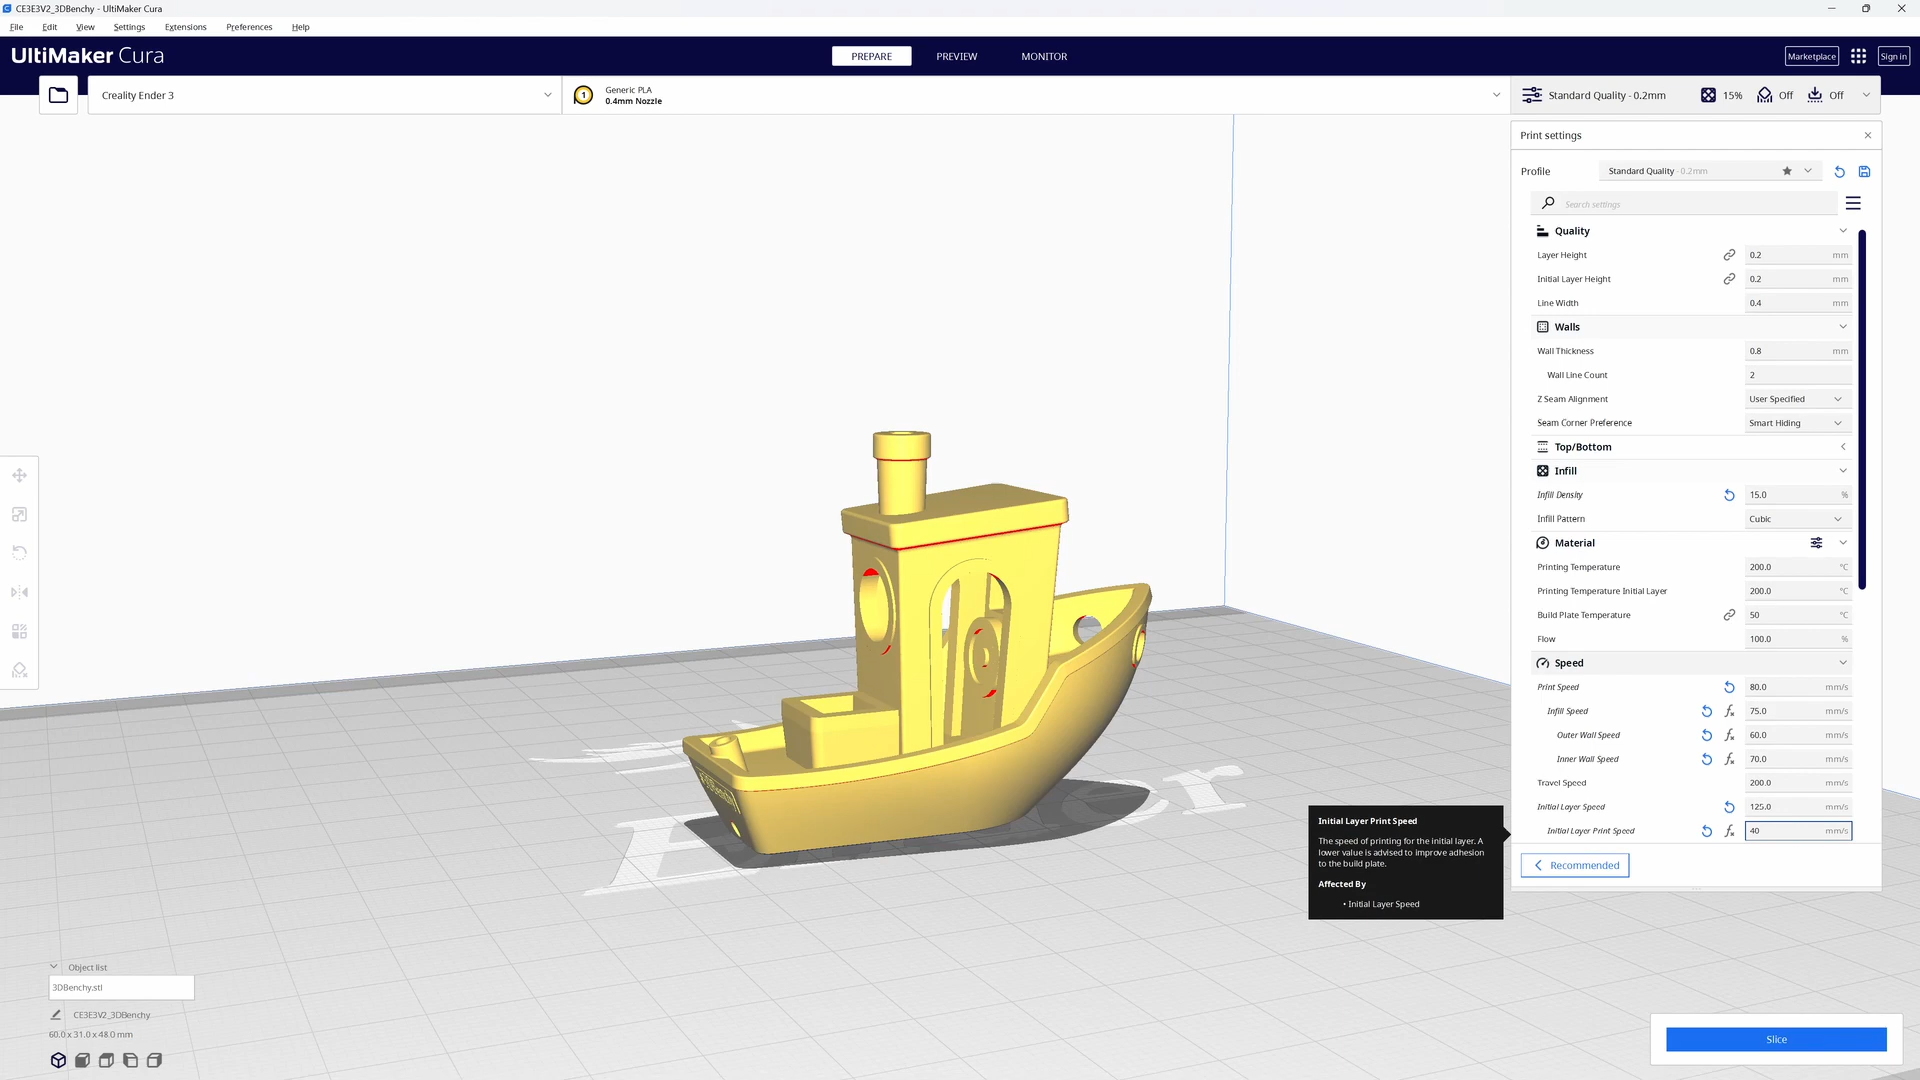 CE3E3V2_3DBenchy - UltiMaker Cura
File Edit View Settings Extensions Preferences Help
UltiMaker Cura
PREPARE PREVIEW MONITOR
Marketplace
Sign in
Creality Ender 3
1
Generic PLA
0.4mm Nozzle
Standard Quality - 0.2mm
15%
Off
Off
Print settings
Profile Standard Quality - 0.2mm
Search settings
Quality
Layer Height 0.2 mm
Initial Layer Height 0.2 mm
Line Width 0.4 mm
Walls
Wall Thickness 0.8 mm
Wall Line Count 2
Z Seam Alignment User Specified
Seam Corner Preference Smart Hiding
Top/Bottom
Infill
Infill Density 15.0 %
Infill Pattern Cubic
Material
Printing Temperature 200.0 °C
Printing Temperature Initial Layer 200.0 °C
Build Plate Temperature 50 °C
Flow 100.0 %
Speed
Print Speed 80.0 mm/s
Infill Speed 75.0 mm/s
Outer Wall Speed 60.0 mm/s
Inner Wall Speed 70.0 mm/s
Travel Speed 200.0 mm/s
Initial Layer Speed 125.0 mm/s
Initial Layer Print Speed 40 mm/s
Recommended
Initial Layer Print Speed
The speed of printing for the initial layer. A
lower value is advised to improve adhesion
to the build plate.
Affected By
• Initial Layer Speed
Object list
3DBenchy.stl
CE3E3V2_3DBenchy
60.0 x 31.0 x 48.0 mm
Slice